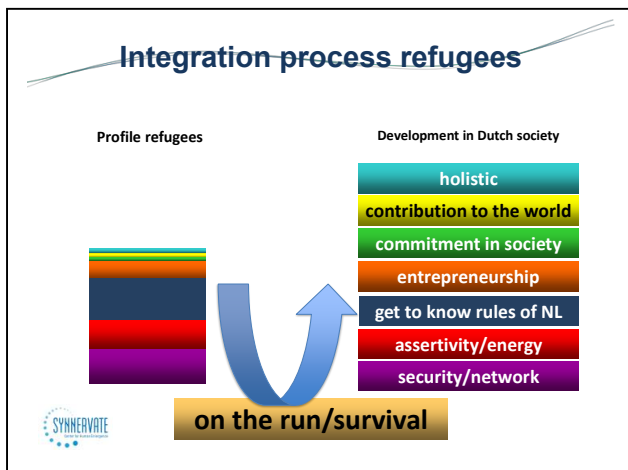 Integration process refugees
Profile refugees
Development in Dutch society
holistic
contribution to the world
commitment in society
entrepreneurship
get to know rules of NL
assertivity/energy
security/network
on the run/survival
SYNNERVATE